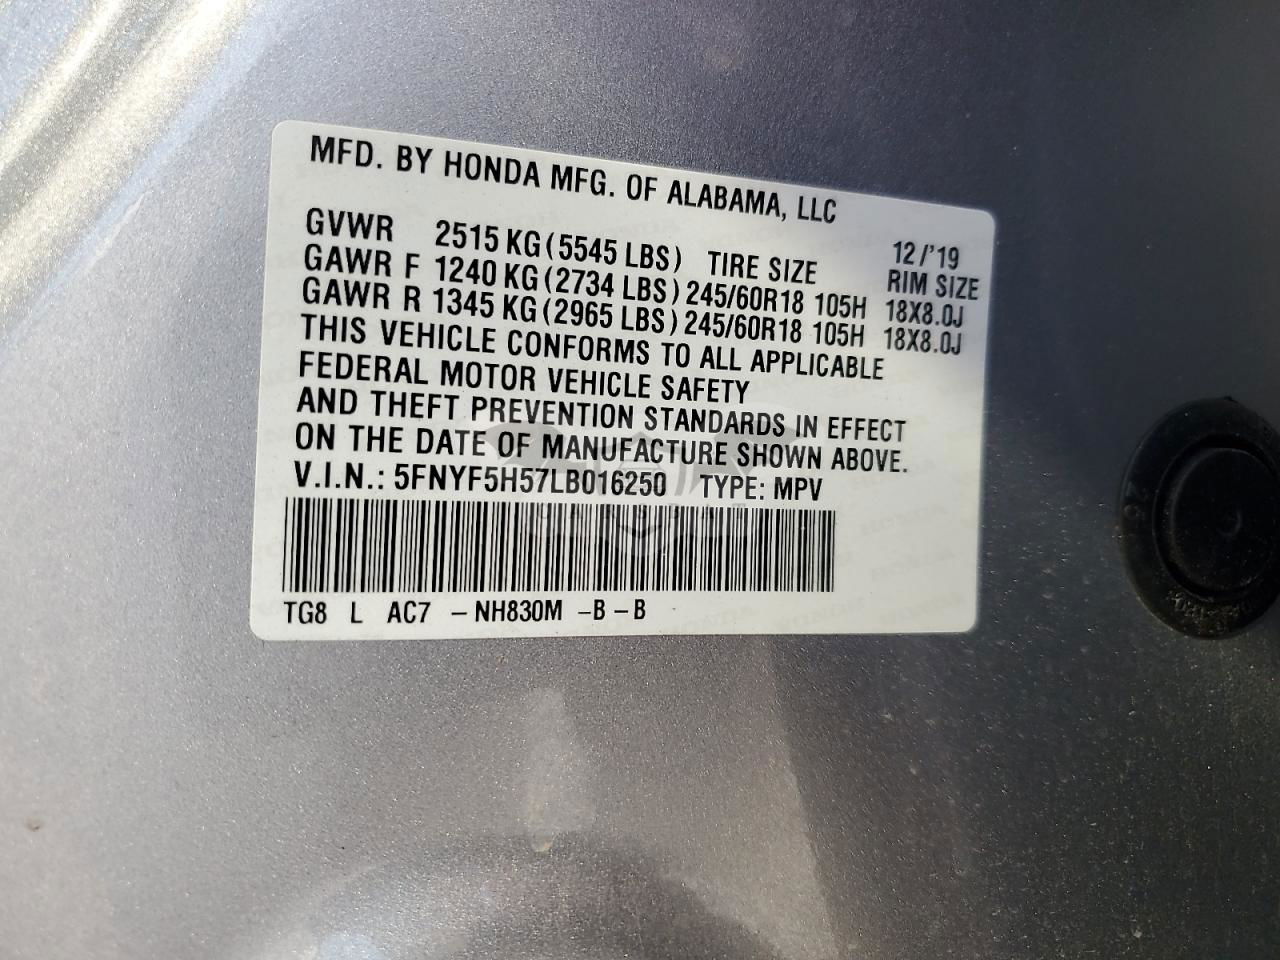 MFD. BY HONDA MFG. OF ALABAMA, LLC
GVWR 2515 KG (5545 LBS) TIRE SIZE 12/'19 RIM SIZE
GAWR F 1240 KG (2734 LBS) 245/60R18 105H 18X8.0J
GAWR R 1345 KG (2965 LBS) 245/60R18 105H 18X8.0J
THIS VEHICLE CONFORMS TO ALL APPLICABLE
FEDERAL MOTOR VEHICLE SAFETY
AND THEFT PREVENTION STANDARDS IN EFFECT
ON THE DATE OF MANUFACTURE SHOWN ABOVE.
V.I.N.: 5FNYF5H57LB016250 TYPE: MPV
TG8 L AC7 – NH830M – B – B